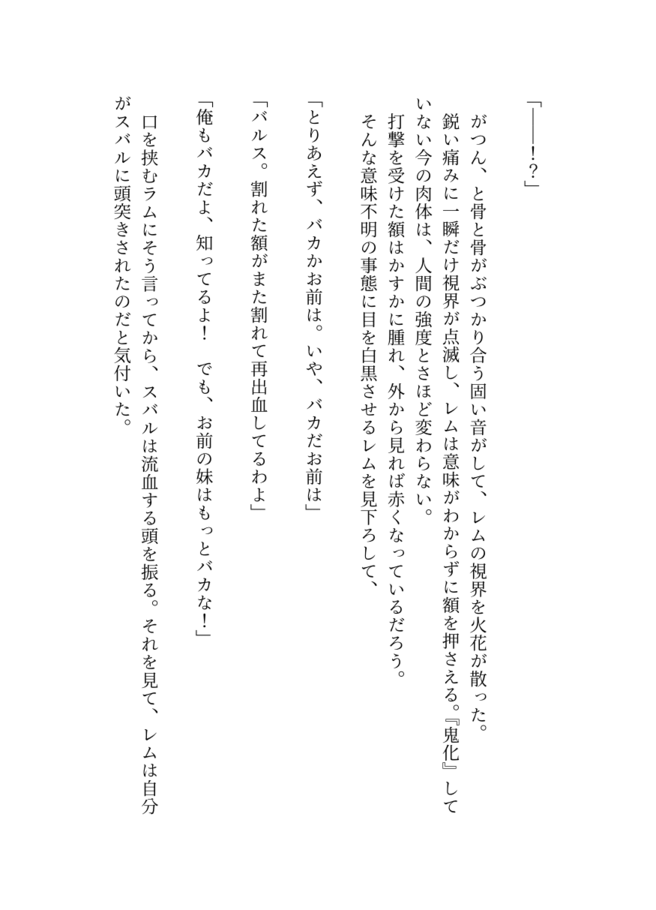 「――！？」
がつん、と骨と骨がぶつかり合う固い音がして、レムの視界を火花が散った。
鋭い痛みに一瞬だけ視界が点滅し、レムは意味がわからずに額を押さえる。『鬼化』して
いない今の肉体は、人間の強度とさほど変わらない。
打撃を受けた額はかすかに腫れ、外から見れば赤くなっているだろう。
そんな意味不明の事態に目を白黒させるレムを見下ろして、
「とりあえず、バカかお前は。いや、バカだお前は」
「バルス。割れた額がまた割れて再出血してるわよ」
「俺もバカだよ、知ってるよ！　でも、お前の妹はもっとバカな！」
口を挟むラムにそう言ってから、スバルは流血する頭を振る。それを見て、レムは自分
がスバルに頭突きされたのだと気付いた。